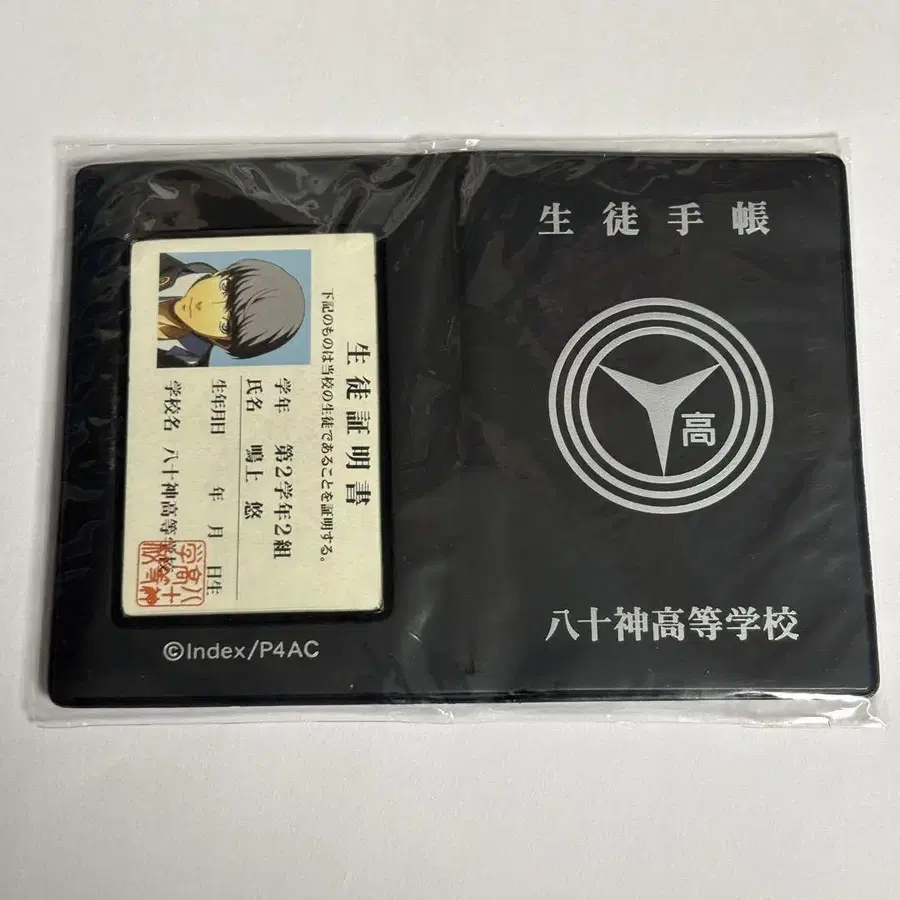 生徒手帳
高
八十神高等学校
生徒証明書
下記のものは当校の生徒であることを証明する。
学年 第2学年2組
氏名 鳴上 悠
生年月日 年 月 日生
学校名 八十神高等学校
©Index/P4AC